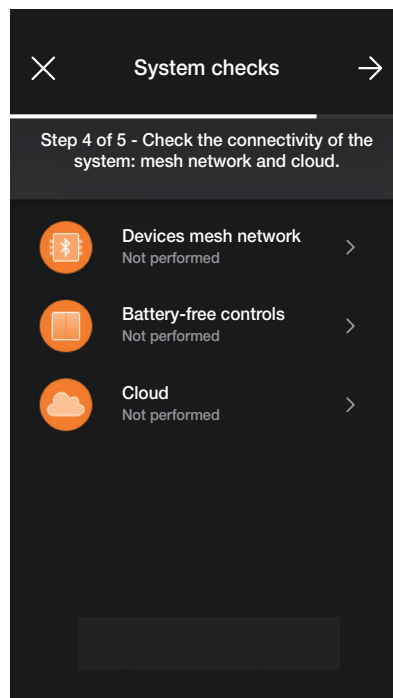 System checks
Step 4 of 5 - Check the connectivity of the
system: mesh network and cloud.
Devices mesh network
Not performed
Battery-free controls
Not performed
Cloud
Not performed